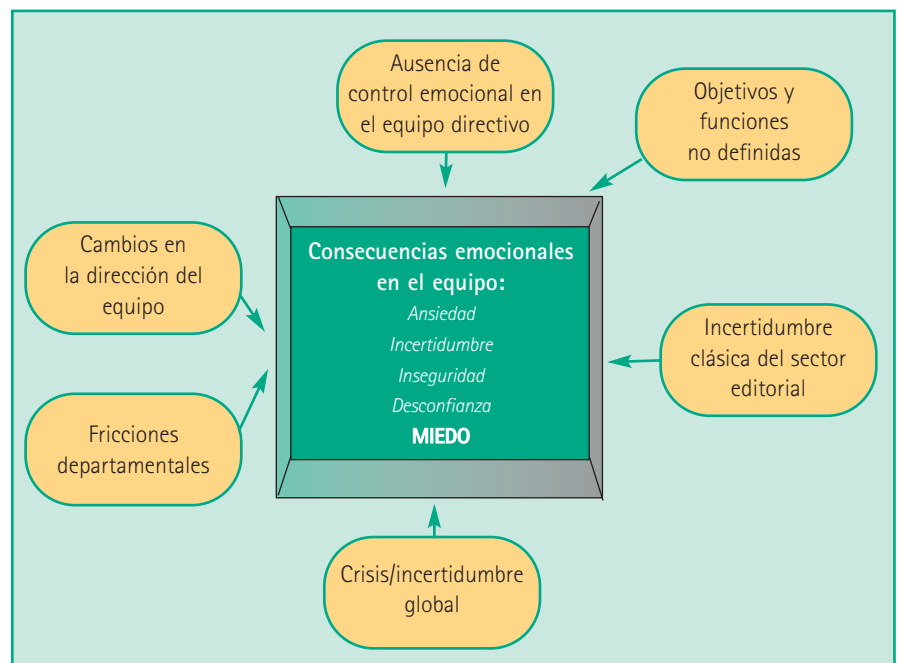 Ausencia de
control emocional en
el equipo directivo
Objetivos y
funciones
no definidas
Cambios en
la dirección del
equipo
Consecuencias emocionales
en el equipo:
Ansiedad
Incertidumbre
Inseguridad
Desconfianza
MIEDO
Incertidumbre
clásica del sector
editorial
Fricciones
departamentales
Crisis/incertidumbre
global